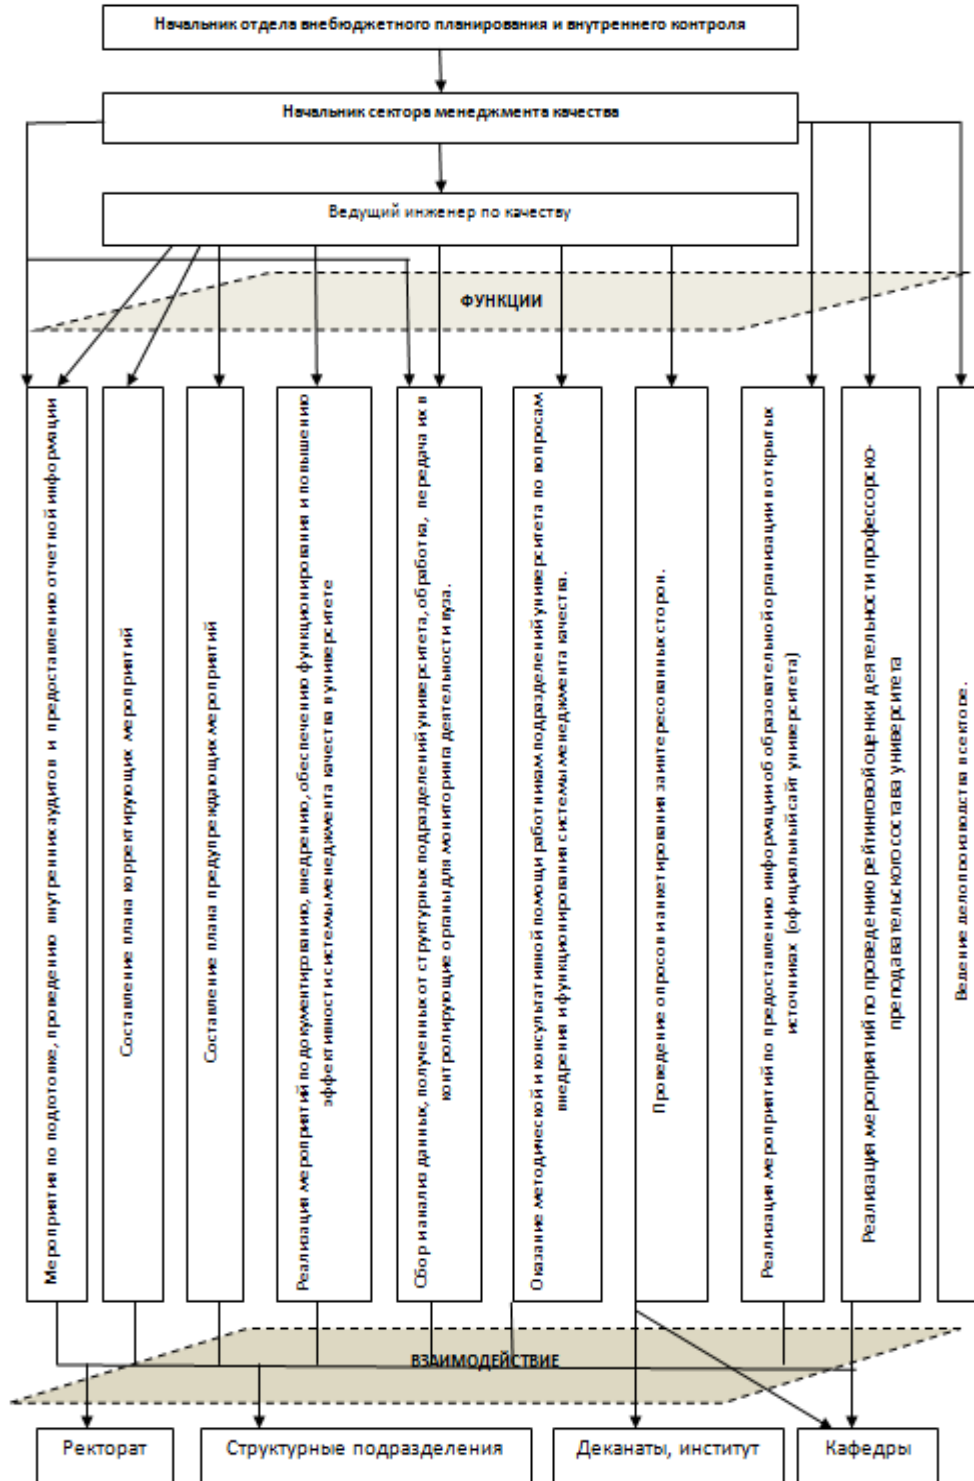 Начальник отдела внебюджетного планирования и внутреннего контроля
Начальник сектора менеджмента качества
Ведущий инженер по качеству
ФУНКЦИИ
Мероприятия по подготовке, проведению внутренних аудитов и предоставлению отчетной информации
Составление плана корректирующих мероприятий
Составление плана предупреждающих мероприятий
Реализация мероприятий по документированию, внедрению, обеспечению функционирования и повышению
эффективности системы менеджмента качества в университете
Сбор и анализ данных, полученных от структурных подразделений университета, обработка, передача их в
контролирующие органы для мониторинга деятельности вуза.
Оказание методической и консультативной помощи работникам подразделений университета по вопросам
внедрения и функционирования системы менеджмента качества.
Проведение опросов и анкетирования заинтересованных сторон.
Реализация мероприятий по предоставлению информации об образовательной организации в открытых
источниках (официальный сайт университета)
Реализация мероприятий по проведению рейтинговой оценки деятельности профессорско-
преподавательского состава университета
Ведение делопроизводства в секторе.
ВЗАИМОДЕЙСТВИЕ
Ректорат
Структурные подразделения
Деканаты, институт
Кафедры